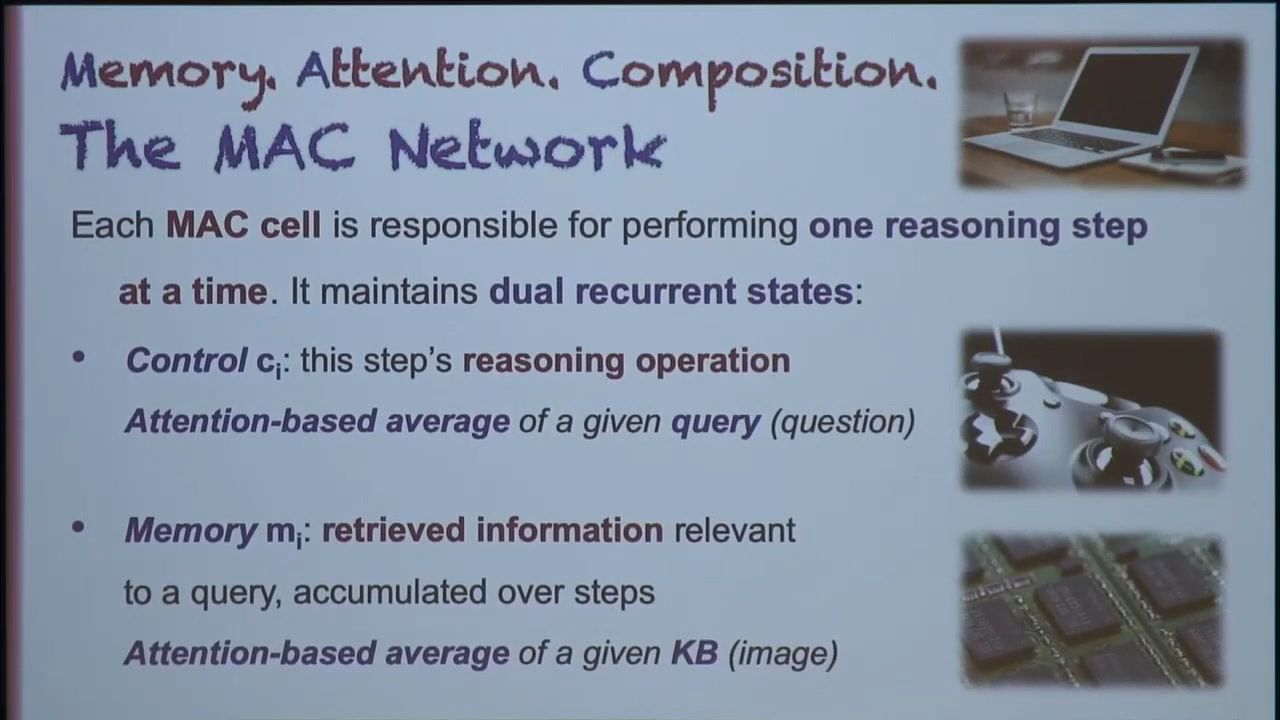 Memory. Attention. Composition.
The MAC Network
Each MAC cell is responsible for performing one reasoning step
at a time. It maintains dual recurrent states:
• Control cᵢ: this step's reasoning operation
Attention-based average of a given query (question)
• Memory mᵢ: retrieved information relevant
to a query, accumulated over steps
Attention-based average of a given KB (image)